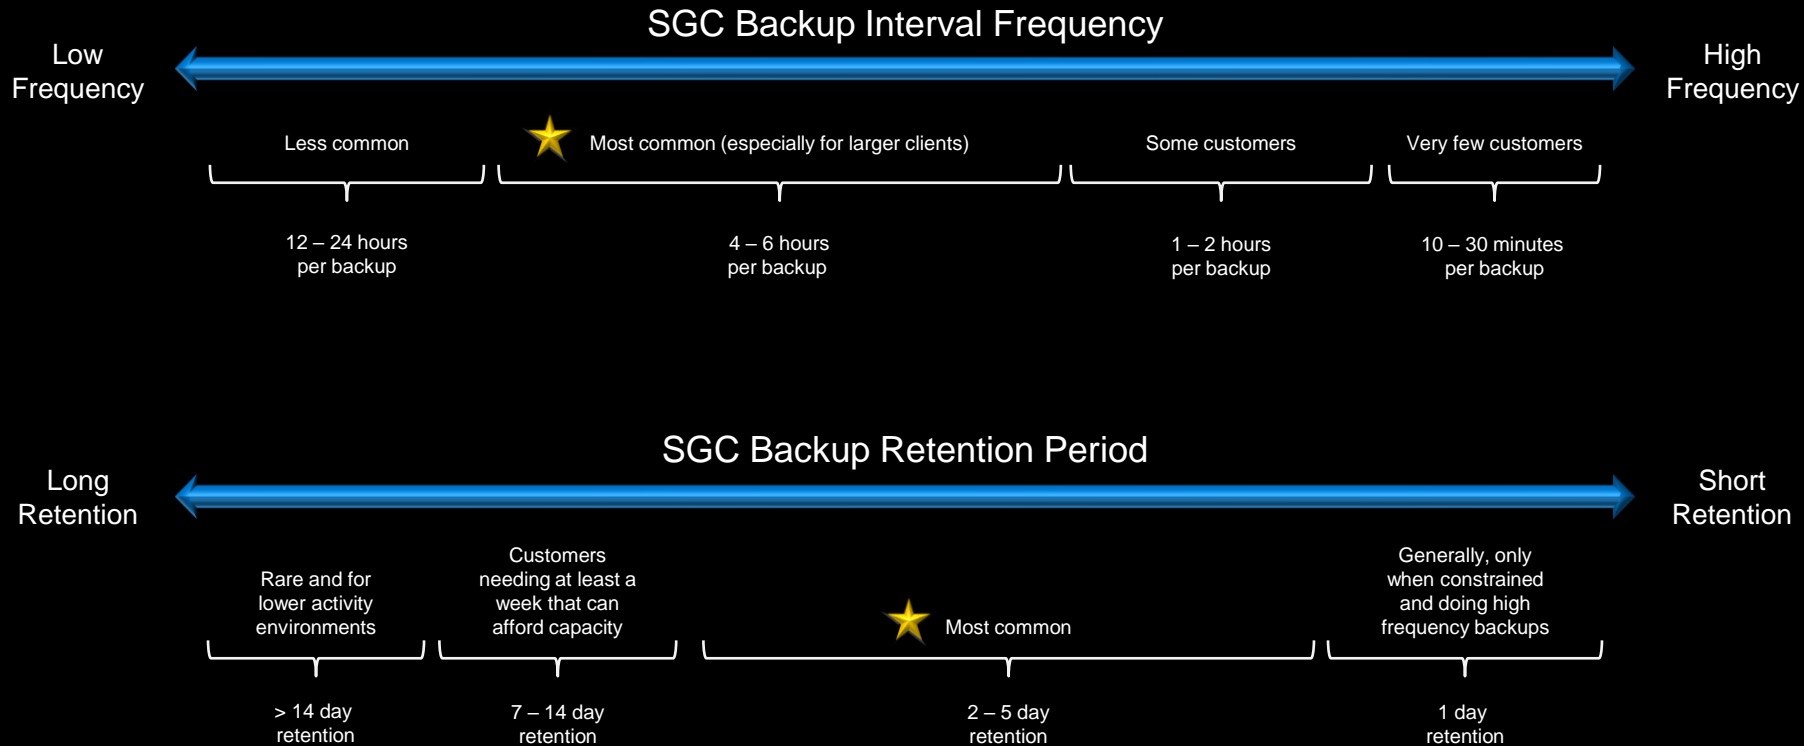 SGC Backup Interval Frequency
Low
Frequency
High
Frequency
Less common
Most common (especially for larger clients)
Some customers
Very few customers
12 – 24 hours
per backup
4 – 6 hours
per backup
1 – 2 hours
per backup
10 – 30 minutes
per backup
SGC Backup Retention Period
Long
Retention
Short
Retention
Rare and for
lower activity
environments
Customers
needing at least a
week that can
afford capacity
Most common
Generally, only
when constrained
and doing high
frequency backups
> 14 day
retention
7 – 14 day
retention
2 – 5 day
retention
1 day
retention